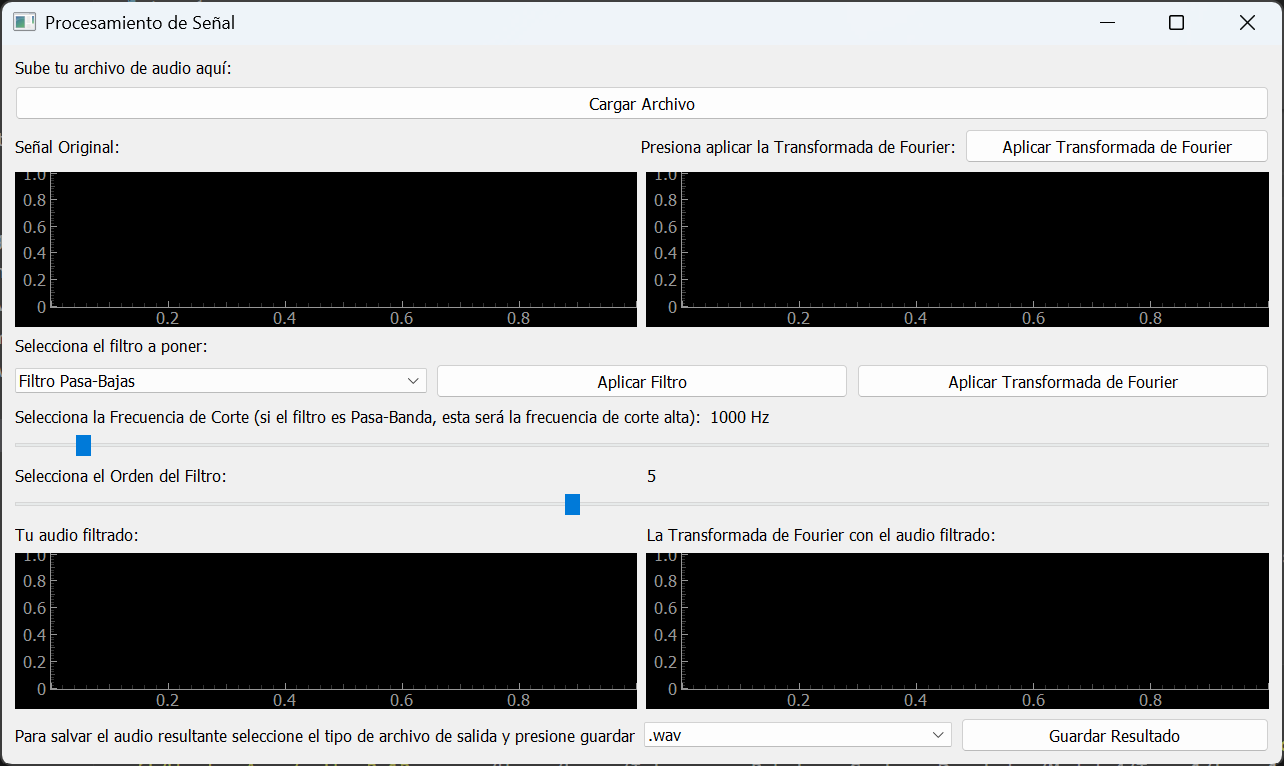 Procesamiento de Señal
Sube tu archivo de audio aquí:
Cargar Archivo
Señal Original:
Presiona aplicar la Transformada de Fourier: Aplicar Transformada de Fourier
1.0
0.8
0.6
0.4
0.2
0
0.2 0.4 0.6 0.8
1.0
0.8
0.6
0.4
0.2
0
0.2 0.4 0.6 0.8
Selecciona el filtro a poner:
Filtro Pasa-Bajas Aplicar Filtro Aplicar Transformada de Fourier
Selecciona la Frecuencia de Corte (si el filtro es Pasa-Banda, esta será la frecuencia de corte alta): 1000 Hz
Selecciona el Orden del Filtro: 5
Tu audio filtrado:
La Transformada de Fourier con el audio filtrado:
1.0
0.8
0.6
0.4
0.2
0
0.2 0.4 0.6 0.8
1.0
0.8
0.6
0.4
0.2
0
0.2 0.4 0.6 0.8
Para salvar el audio resultante seleccione el tipo de archivo de salida y presione guardar .wav Guardar Resultado